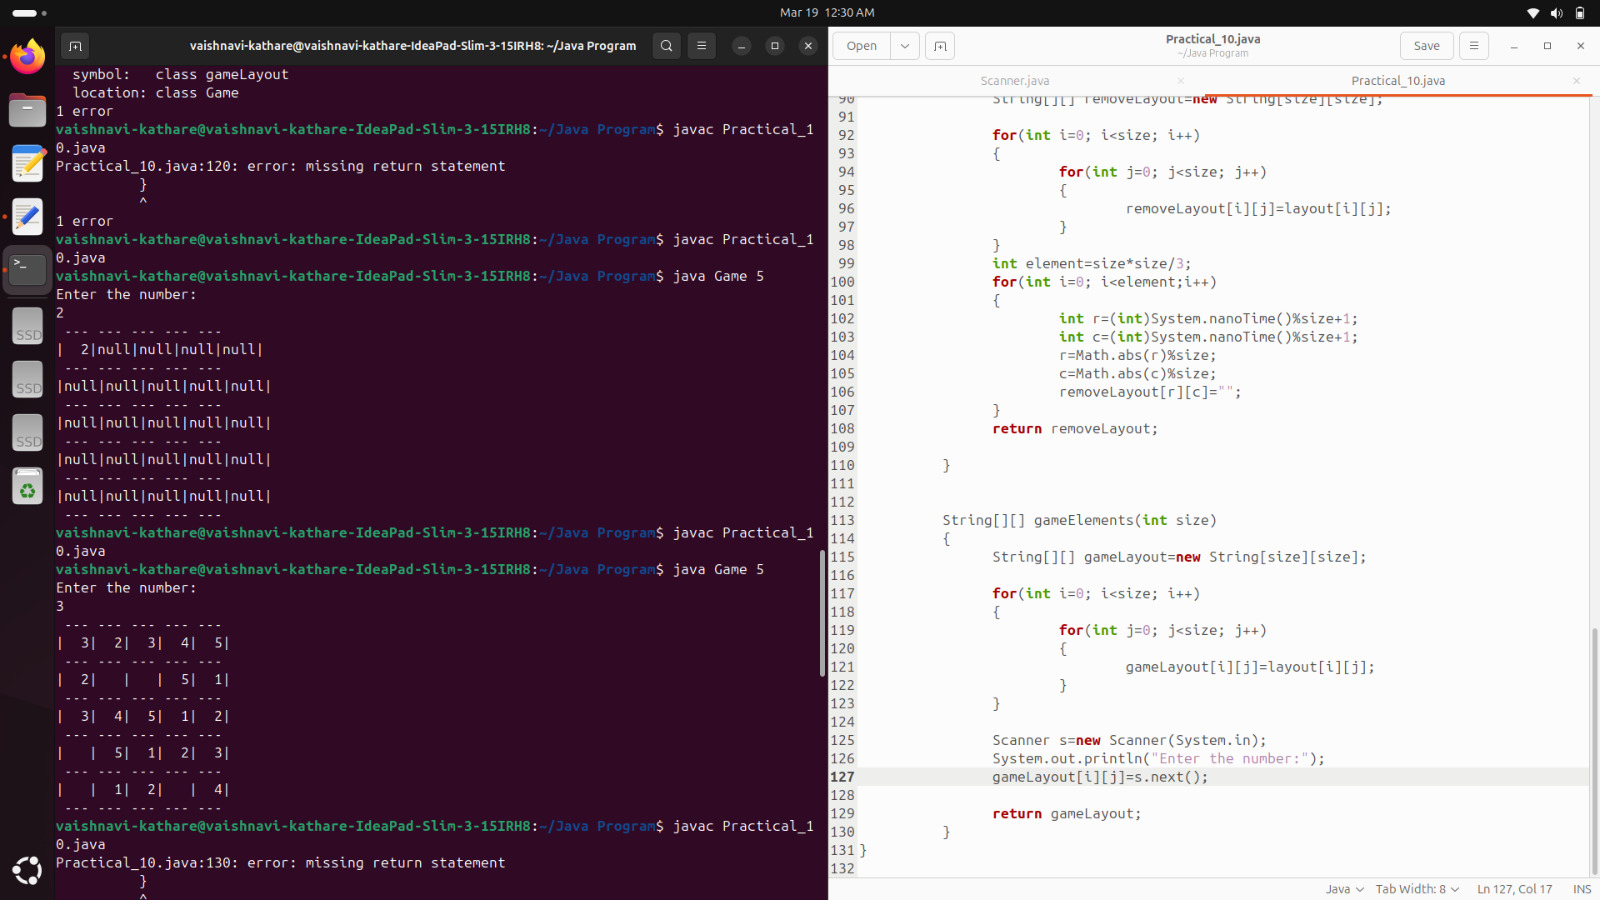 Mar 19 12:30 AM
vaishnavi-kathare@vaishnavi-kathare-IdeaPad-Slim-3-15IRH8: ~/Java Program
symbol:   class gameLayout
location: class Game
1 error
vaishnavi-kathare@vaishnavi-kathare-IdeaPad-Slim-3-15IRH8:~/Java Program$ javac Practical_1
0.java
Practical_10.java:120: error: missing return statement
}
^
1 error
vaishnavi-kathare@vaishnavi-kathare-IdeaPad-Slim-3-15IRH8:~/Java Program$ javac Practical_1
0.java
vaishnavi-kathare@vaishnavi-kathare-IdeaPad-Slim-3-15IRH8:~/Java Program$ java Game 5
Enter the number:
2
 --- --- --- --- ---
|  2|null|null|null|null|
 --- --- --- --- ---
|null|null|null|null|null|
 --- --- --- --- ---
|null|null|null|null|null|
 --- --- --- --- ---
|null|null|null|null|null|
 --- --- --- --- ---
|null|null|null|null|null|
 --- --- --- --- ---
vaishnavi-kathare@vaishnavi-kathare-IdeaPad-Slim-3-15IRH8:~/Java Program$ javac Practical_1
0.java
vaishnavi-kathare@vaishnavi-kathare-IdeaPad-Slim-3-15IRH8:~/Java Program$ java Game 5
Enter the number:
3
 --- --- --- --- ---
|  3|  2|  3|  4|  5|
 --- --- --- --- ---
|  2|   |   |  5|  1|
 --- --- --- --- ---
|  3|  4|  5|  1|  2|
 --- --- --- --- ---
|   |  5|  1|  2|  3|
 --- --- --- --- ---
|   |  1|  2|   |  4|
 --- --- --- --- ---
vaishnavi-kathare@vaishnavi-kathare-IdeaPad-Slim-3-15IRH8:~/Java Program$ javac Practical_1
0.java
Practical_10.java:130: error: missing return statement
}
^
SSD
SSD
SSD
Open
Practical_10.java
~/Java Program
Save
Scanner.java
Practical_10.java
90 String[][] removeLayout=new String[size][size];
91
92 for(int i=0; i<size; i++)
93 {
94 for(int j=0; j<size; j++)
95 {
96 removeLayout[i][j]=layout[i][j];
97 }
98 }
99 int element=size*size/3;
100 for(int i=0; i<element;i++)
101 {
102 int r=(int)System.nanoTime()%size+1;
103 int c=(int)System.nanoTime()%size+1;
104 r=Math.abs(r)%size;
105 c=Math.abs(c)%size;
106 removeLayout[r][c]="";
107 }
108 return removeLayout;
109
110 }
111
112
113 String[][] gameElements(int size)
114 {
115 String[][] gameLayout=new String[size][size];
116
117 for(int i=0; i<size; i++)
118 {
119 for(int j=0; j<size; j++)
120 {
121 gameLayout[i][j]=layout[i][j];
122 }
123 }
124
125 Scanner s=new Scanner(System.in);
126 System.out.println("Enter the number:");
127 gameLayout[i][j]=s.next();
128
129 return gameLayout;
130 }
131 }
132
Java
Tab Width: 8
Ln 127, Col 17
INS